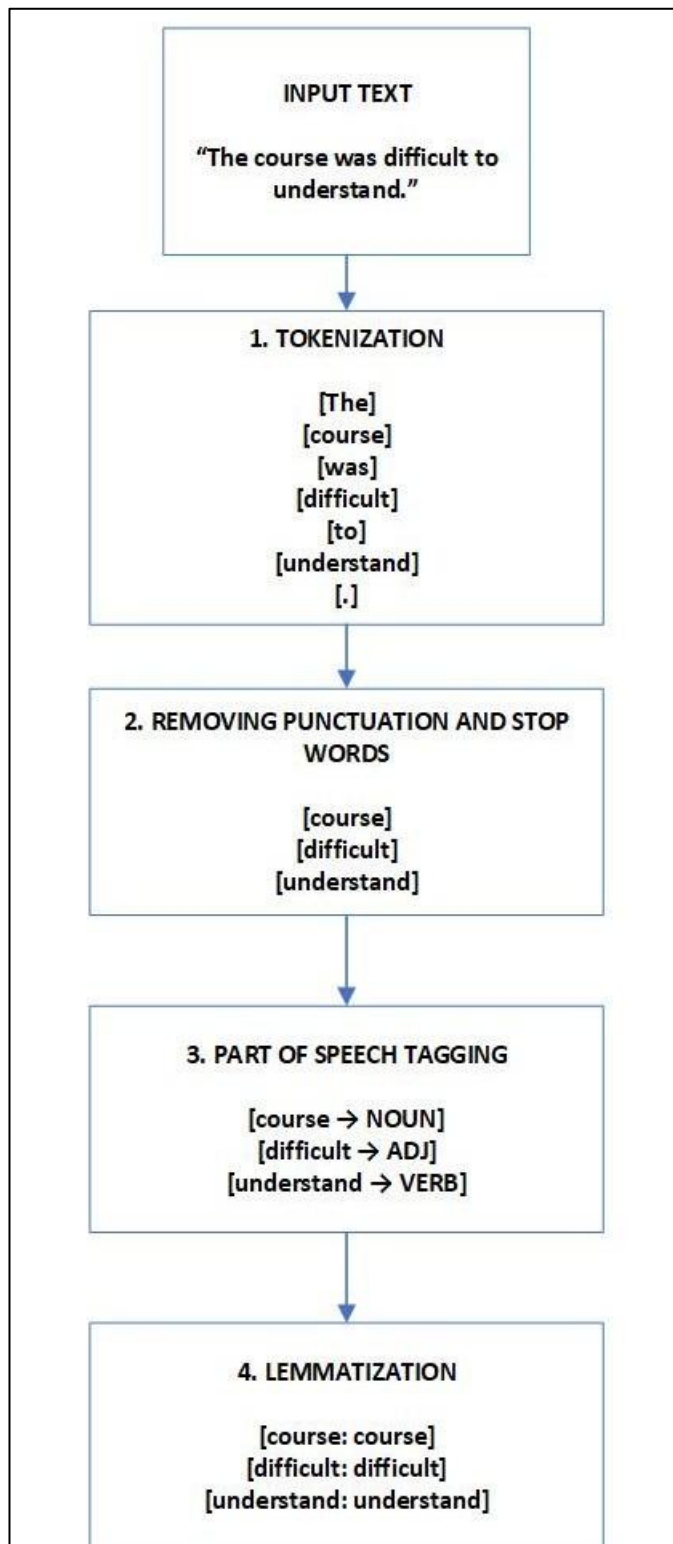 INPUT TEXT
“The course was difficult to
understand.”
1. TOKENIZATION
[The]
[course]
[was]
[difficult]
[to]
[understand]
[.]
2. REMOVING PUNCTUATION AND STOP
WORDS
[course]
[difficult]
[understand]
3. PART OF SPEECH TAGGING
[course → NOUN]
[difficult → ADJ]
[understand → VERB]
4. LEMMATIZATION
[course: course]
[difficult: difficult]
[understand: understand]